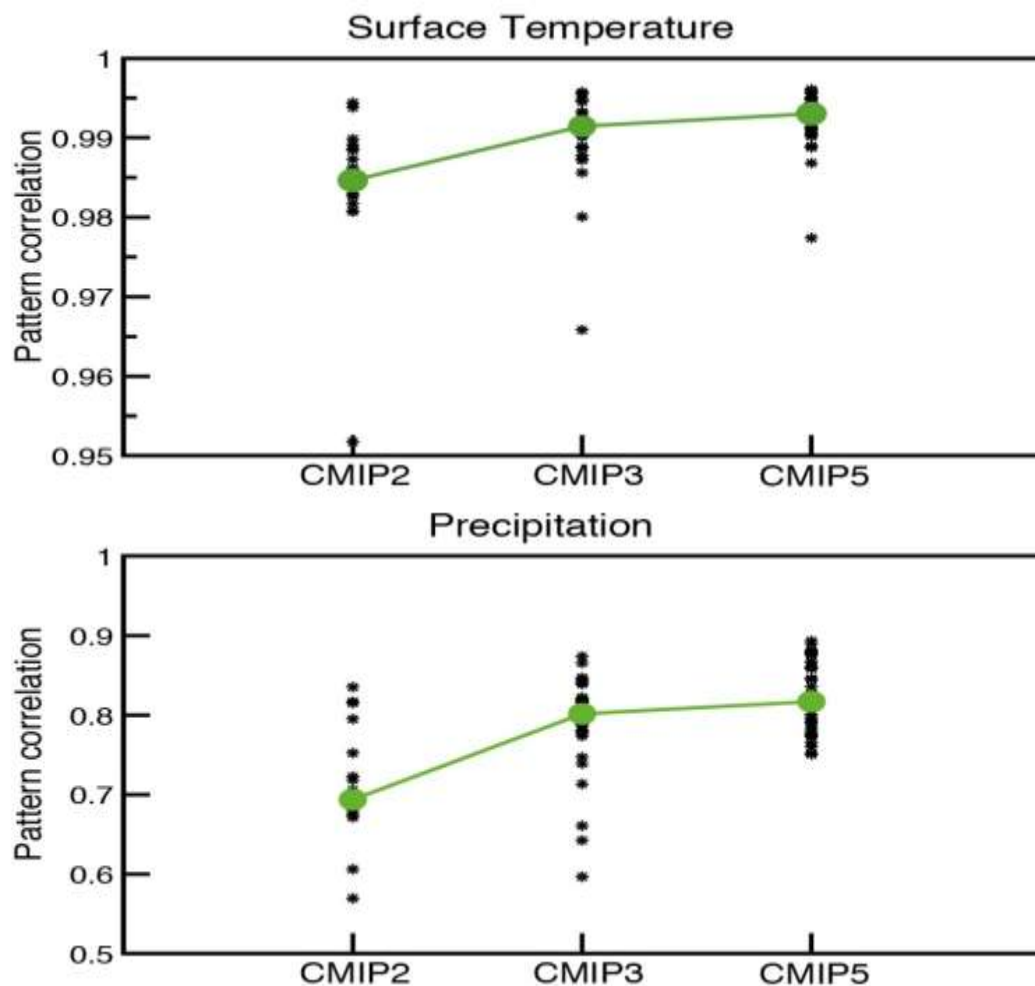 Surface Temperature
1
0.99
0.98
0.97
0.96
0.95
Pattern correlation
CMIP2 CMIP3 CMIP5
Precipitation
1
0.9
0.8
0.7
0.6
0.5
Pattern correlation
CMIP2 CMIP3 CMIP5